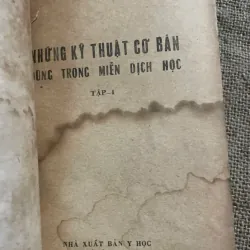 NHỮNG KỸ THUẬT CƠ BẢN
DÙNG TRONG MIỄN DỊCH HỌC
TẬP-I
NHÀ XUẤT BẢN Y HỌC